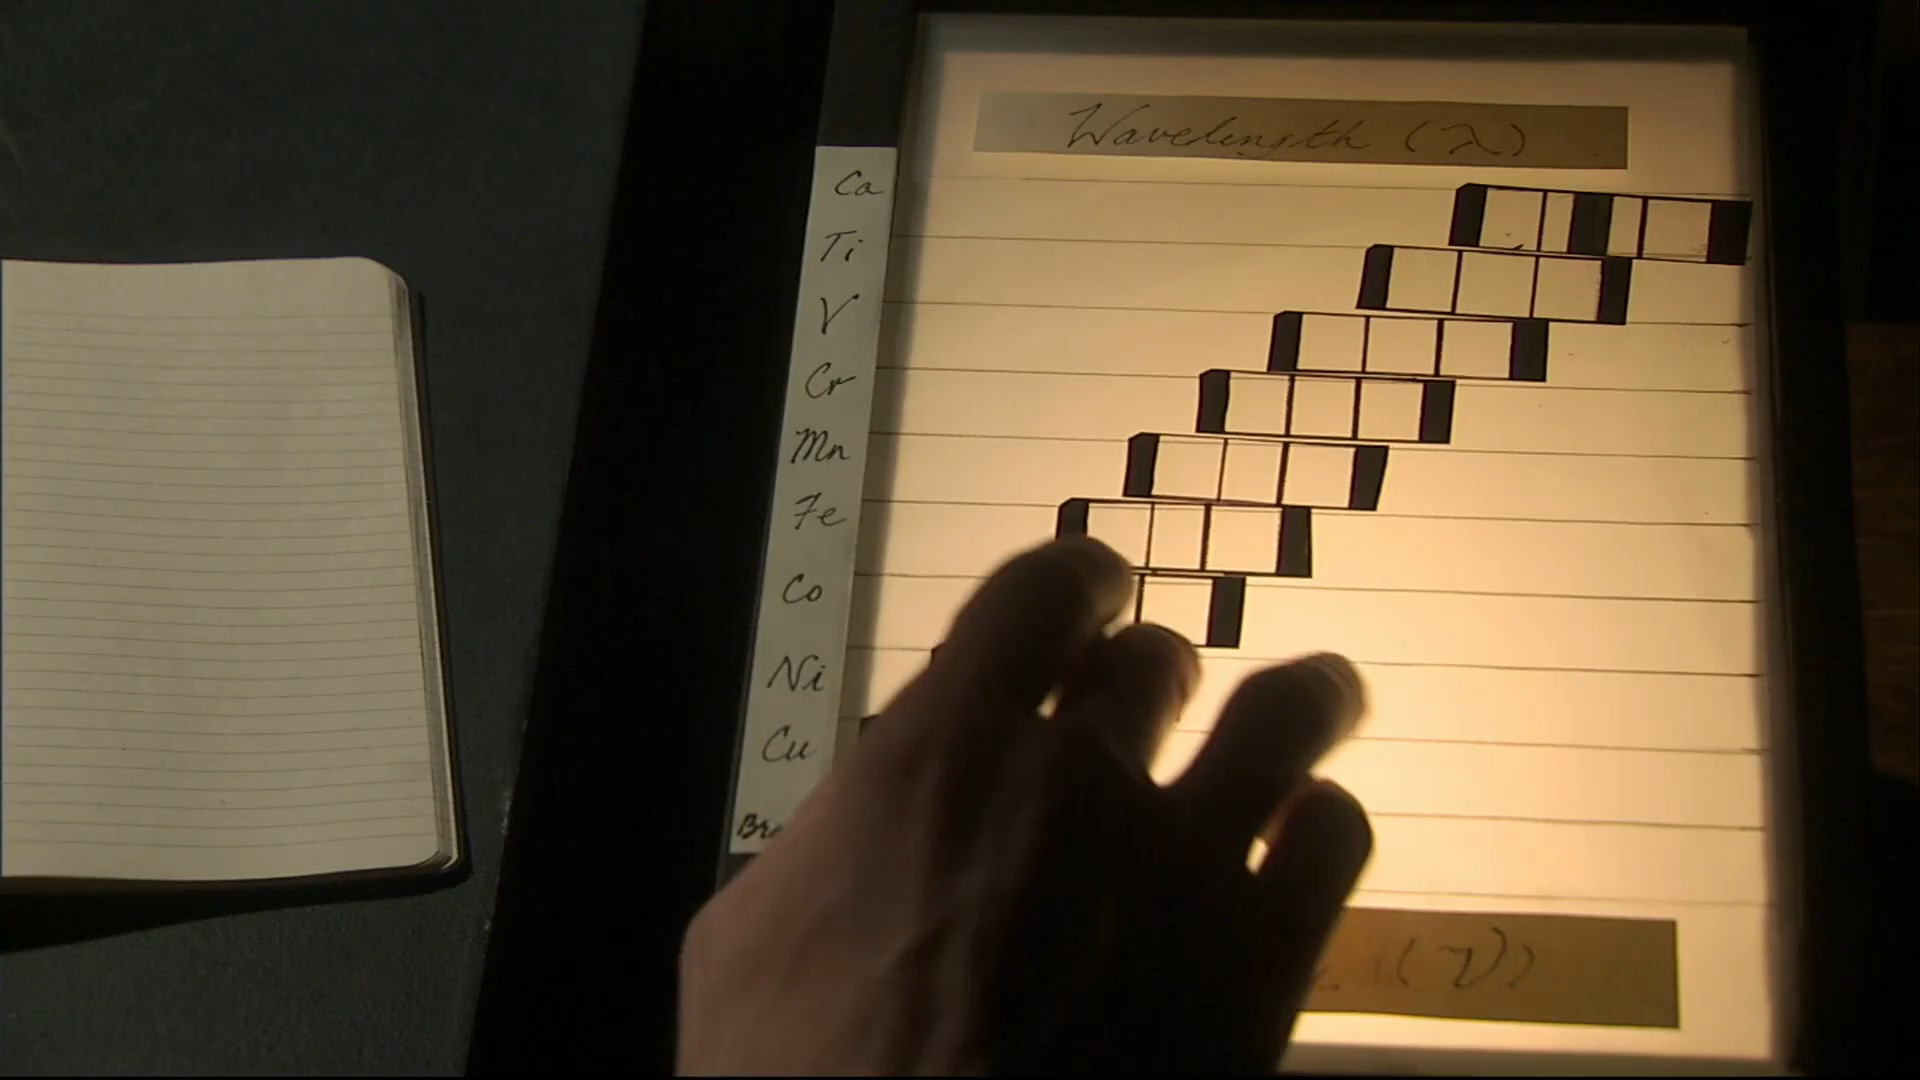 Wavelength (λ)
Ca
Ti
V
Cr
Mn
Fe
Co
Ni
Cu
(ν)